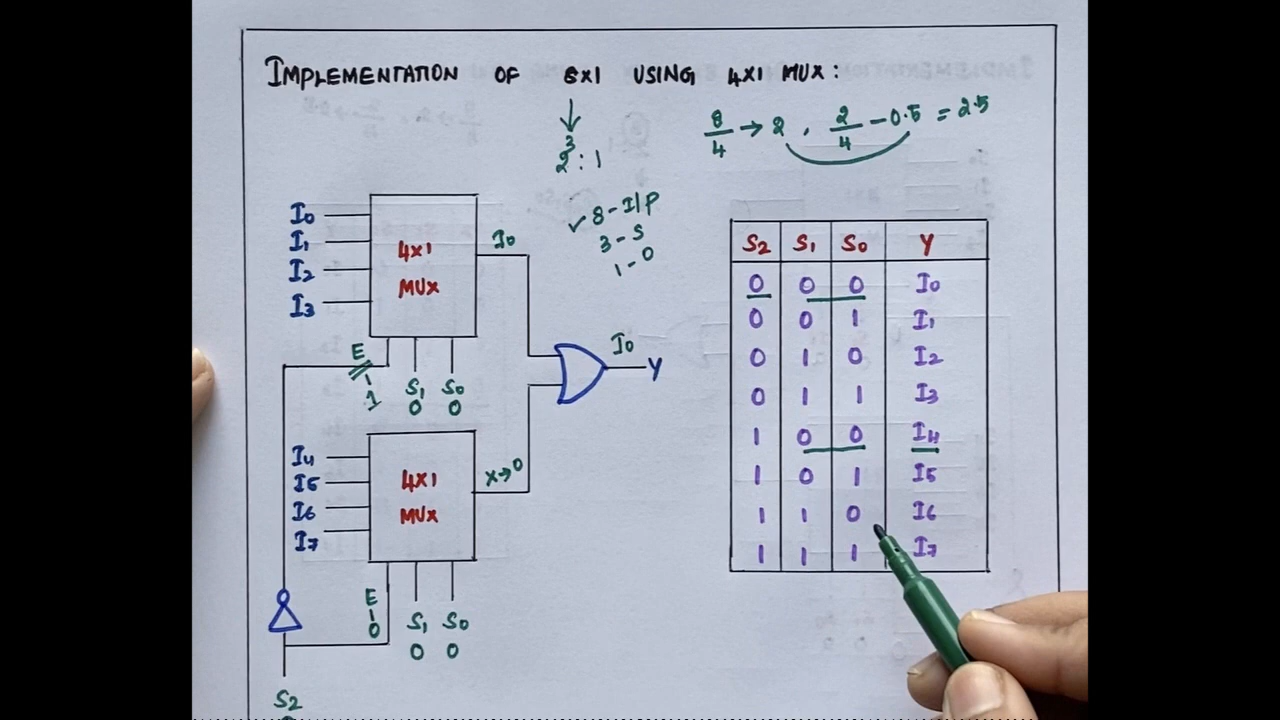 IMPLEMENTATION OF 8X1 USING 4X1 MUX:
8/4 → 2, 2/4 - 0.5 = 2.5
2³:1
✓ 8-I/P
3-S
1-O
I0
I1
I2
I3
4X1
MUX
I0
E
1
S1 S0
0 0
I0
Y
I4
I5
I6
I7
4X1
MUX
X→0
E
0
S1 S0
0 0
S2
S2 S1 S0 Y
0 0 0 I0
0 0 1 I1
0 1 0 I2
0 1 1 I3
1 0 0 I4
1 0 1 I5
1 1 0 I6
1 1 1 I7